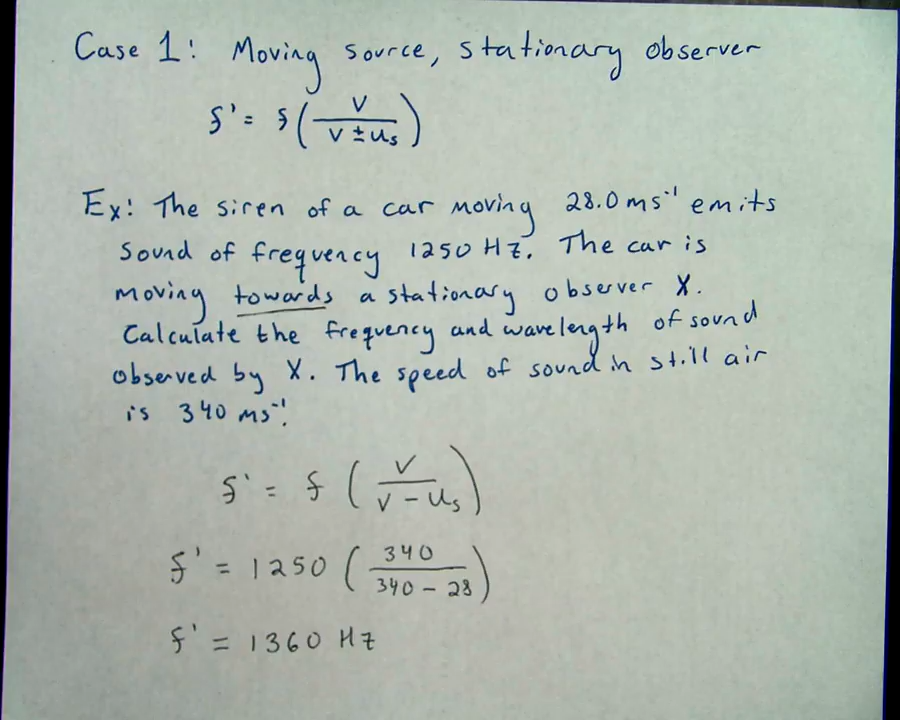 Case 1: Moving source, stationary observer
f' = f ( v / v ± u_s )
Ex: The siren of a car moving 28.0 ms⁻¹ emits
sound of frequency 1250 Hz. The car is
moving towards a stationary observer X.
Calculate the frequency and wavelength of sound
observed by X. The speed of sound in still air
is 340 ms⁻¹.
f' = f ( v / v - u_s )
f' = 1250 ( 340 / 340 - 28 )
f' = 1360 Hz